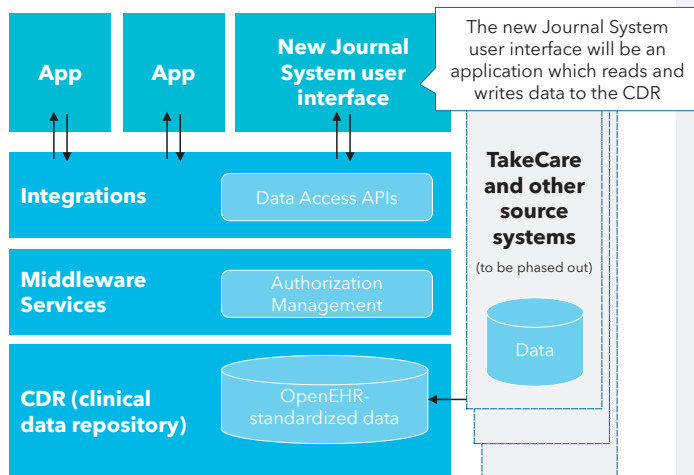 App
App
New Journal
System user
interface
The new Journal System
user interface will be an
application which reads and
writes data to the CDR
Integrations
Data Access APIs
TakeCare
and other
source
systems
(to be phased out)
Middleware
Services
Authorization
Management
Data
CDR (clinical
data repository)
OpenEHR-
standardized data